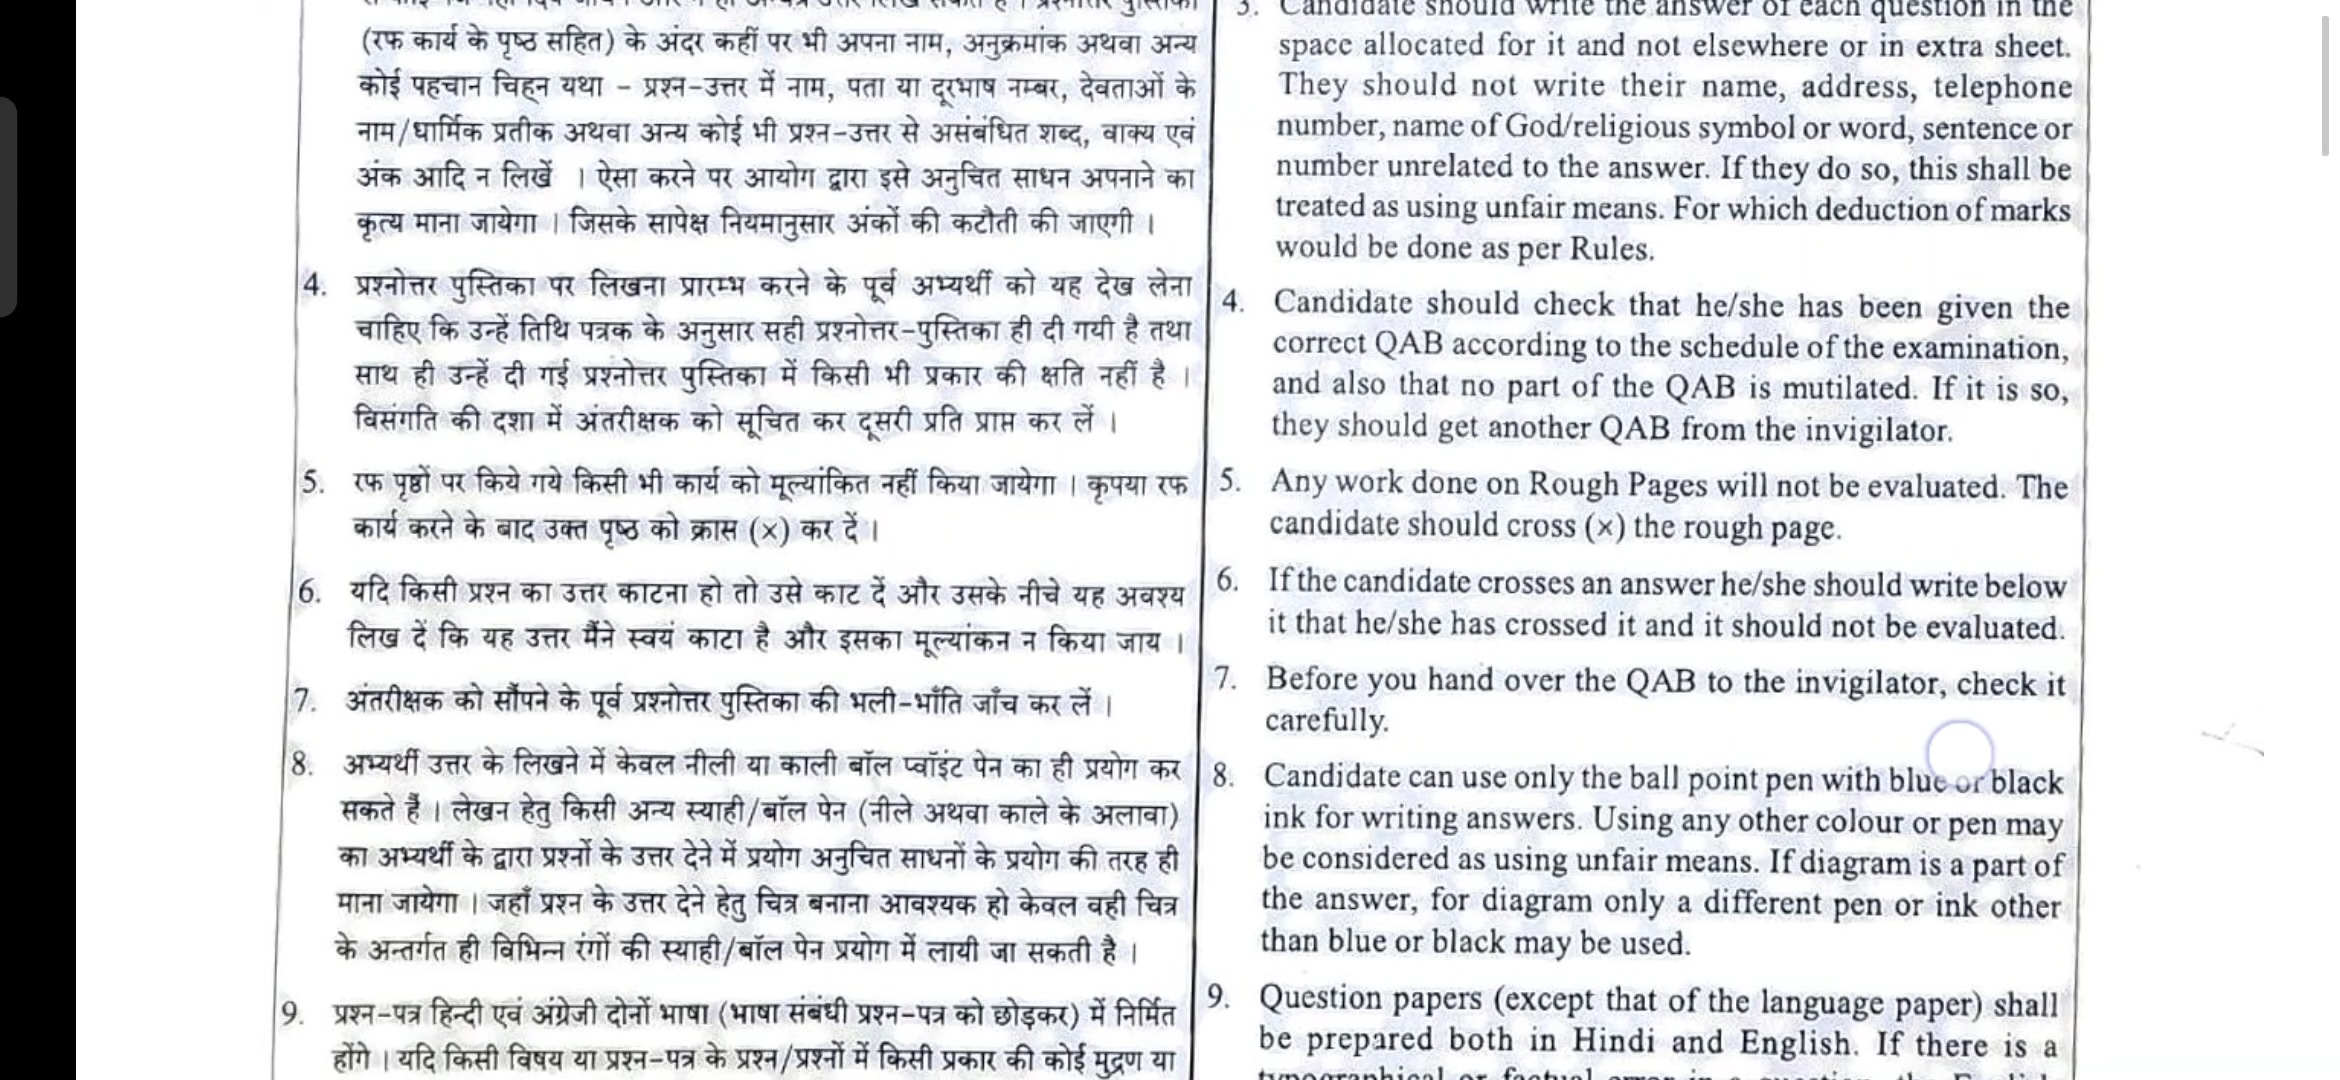 (रफ कार्य के पृष्ठ सहित) के अंदर कहीं पर भी अपना नाम, अनुक्रमांक अथवा अन्य
कोई पहचान चिह्न यथा - प्रश्न-उत्तर में नाम, पता या दूरभाष नम्बर, देवताओं के
नाम/धार्मिक प्रतीक अथवा अन्य कोई भी प्रश्न-उत्तर से असंबंधित शब्द, वाक्य एवं
अंक आदि न लिखें । ऐसा करने पर आयोग द्वारा इसे अनुचित साधन अपनाने का
कृत्य माना जायेगा । जिसके सापेक्ष नियमानुसार अंकों की कटौती की जाएगी ।
4. प्रश्नोत्तर पुस्तिका पर लिखना प्रारम्भ करने के पूर्व अभ्यर्थी को यह देख लेना
चाहिए कि उन्हें तिथि पत्रक के अनुसार सही प्रश्नोत्तर-पुस्तिका ही दी गयी है तथा
साथ ही उन्हें दी गई प्रश्नोत्तर पुस्तिका में किसी भी प्रकार की क्षति नहीं है ।
विसंगति की दशा में अंतरीक्षक को सूचित कर दूसरी प्रति प्राप्त कर लें ।
5. रफ पृष्ठों पर किये गये किसी भी कार्य को मूल्यांकित नहीं किया जायेगा । कृपया रफ
कार्य करने के बाद उक्त पृष्ठ को क्रास (×) कर दें ।
6. यदि किसी प्रश्न का उत्तर काटना हो तो उसे काट दें और उसके नीचे यह अवश्य
लिख दें कि यह उत्तर मैंने स्वयं काटा है और इसका मूल्यांकन न किया जाय ।
7. अंतरीक्षक को सौंपने के पूर्व प्रश्नोत्तर पुस्तिका की भली-भाँति जाँच कर लें ।
8. अभ्यर्थी उत्तर के लिखने में केवल नीली या काली बॉल प्वॉइंट पेन का ही प्रयोग कर
सकते हैं । लेखन हेतु किसी अन्य स्याही/बॉल पेन (नीले अथवा काले के अलावा)
का अभ्यर्थी के द्वारा प्रश्नों के उत्तर देने में प्रयोग अनुचित साधनों के प्रयोग की तरह ही
माना जायेगा । जहाँ प्रश्न के उत्तर देने हेतु चित्र बनाना आवश्यक हो केवल वही चित्र
के अन्तर्गत ही विभिन्न रंगों की स्याही/बॉल पेन प्रयोग में लायी जा सकती है ।
9. प्रश्न-पत्र हिन्दी एवं अंग्रेजी दोनों भाषा (भाषा संबंधी प्रश्न-पत्र को छोड़कर) में निर्मित
होंगे । यदि किसी विषय या प्रश्न-पत्र के प्रश्न/प्रश्नों में किसी प्रकार की कोई मुद्रण या
3. Candidate should write the answer of each question in the
space allocated for it and not elsewhere or in extra sheet.
They should not write their name, address, telephone
number, name of God/religious symbol or word, sentence or
number unrelated to the answer. If they do so, this shall be
treated as using unfair means. For which deduction of marks
would be done as per Rules.
4. Candidate should check that he/she has been given the
correct QAB according to the schedule of the examination,
and also that no part of the QAB is mutilated. If it is so,
they should get another QAB from the invigilator.
5. Any work done on Rough Pages will not be evaluated. The
candidate should cross (×) the rough page.
6. If the candidate crosses an answer he/she should write below
it that he/she has crossed it and it should not be evaluated.
7. Before you hand over the QAB to the invigilator, check it
carefully.
8. Candidate can use only the ball point pen with blue or black
ink for writing answers. Using any other colour or pen may
be considered as using unfair means. If diagram is a part of
the answer, for diagram only a different pen or ink other
than blue or black may be used.
9. Question papers (except that of the language paper) shall
be prepared both in Hindi and English. If there is a